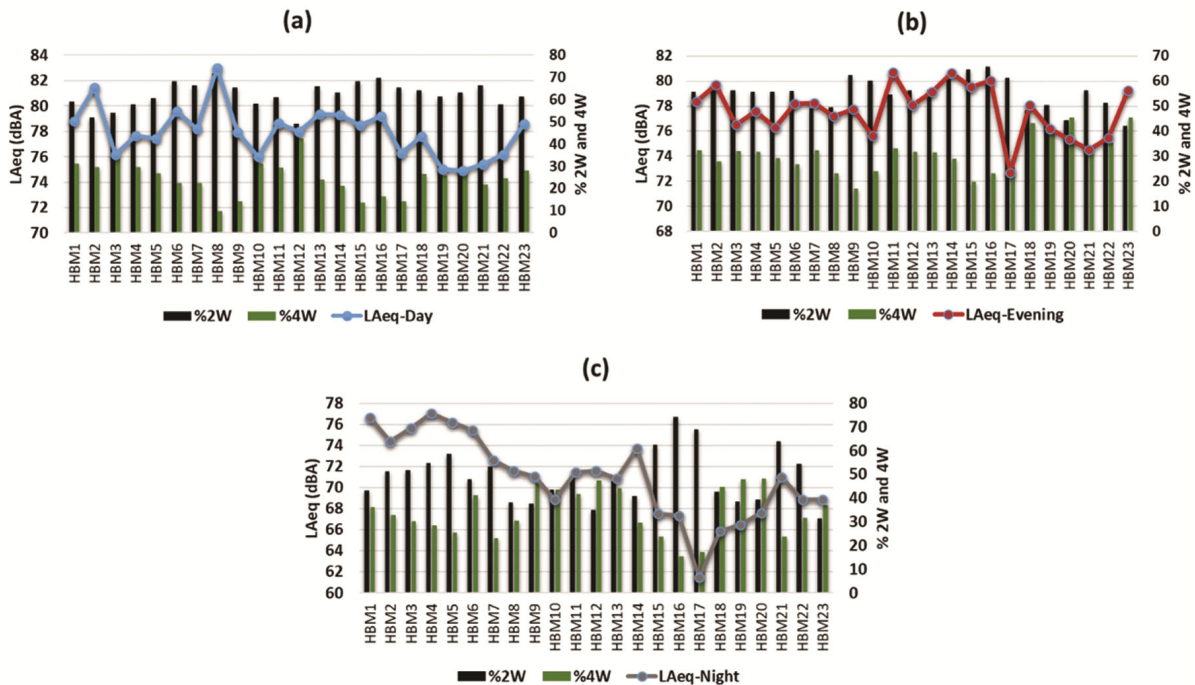 (a)
LAeq (dBA)
84
82
80
78
76
74
72
70
80
70
60
50
40
30
20
10
0
% 2W and 4W
HBM1
HBM2
HBM3
HBM4
HBM5
HBM6
HBM7
HBM8
HBM9
HBM10
HBM11
HBM12
HBM13
HBM14
HBM15
HBM16
HBM17
HBM18
HBM19
HBM20
HBM21
HBM22
HBM23
%2W %4W LAeq-Day
(b)
LAeq (dBA)
82
80
78
76
74
72
70
68
70
60
50
40
30
20
10
0
% 2W and 4W
HBM1
HBM2
HBM3
HBM4
HBM5
HBM6
HBM7
HBM8
HBM9
HBM10
HBM11
HBM12
HBM13
HBM14
HBM15
HBM16
HBM17
HBM18
HBM19
HBM20
HBM21
HBM22
HBM23
%2W %4W LAeq-Evening
(c)
LAeq (dBA)
78
76
74
72
70
68
66
64
62
60
80
70
60
50
40
30
20
10
0
% 2W and 4W
HBM1
HBM2
HBM3
HBM4
HBM5
HBM6
HBM7
HBM8
HBM9
HBM10
HBM11
HBM12
HBM13
HBM14
HBM15
HBM16
HBM17
HBM18
HBM19
HBM20
HBM21
HBM22
HBM23
%2W %4W LAeq-Night